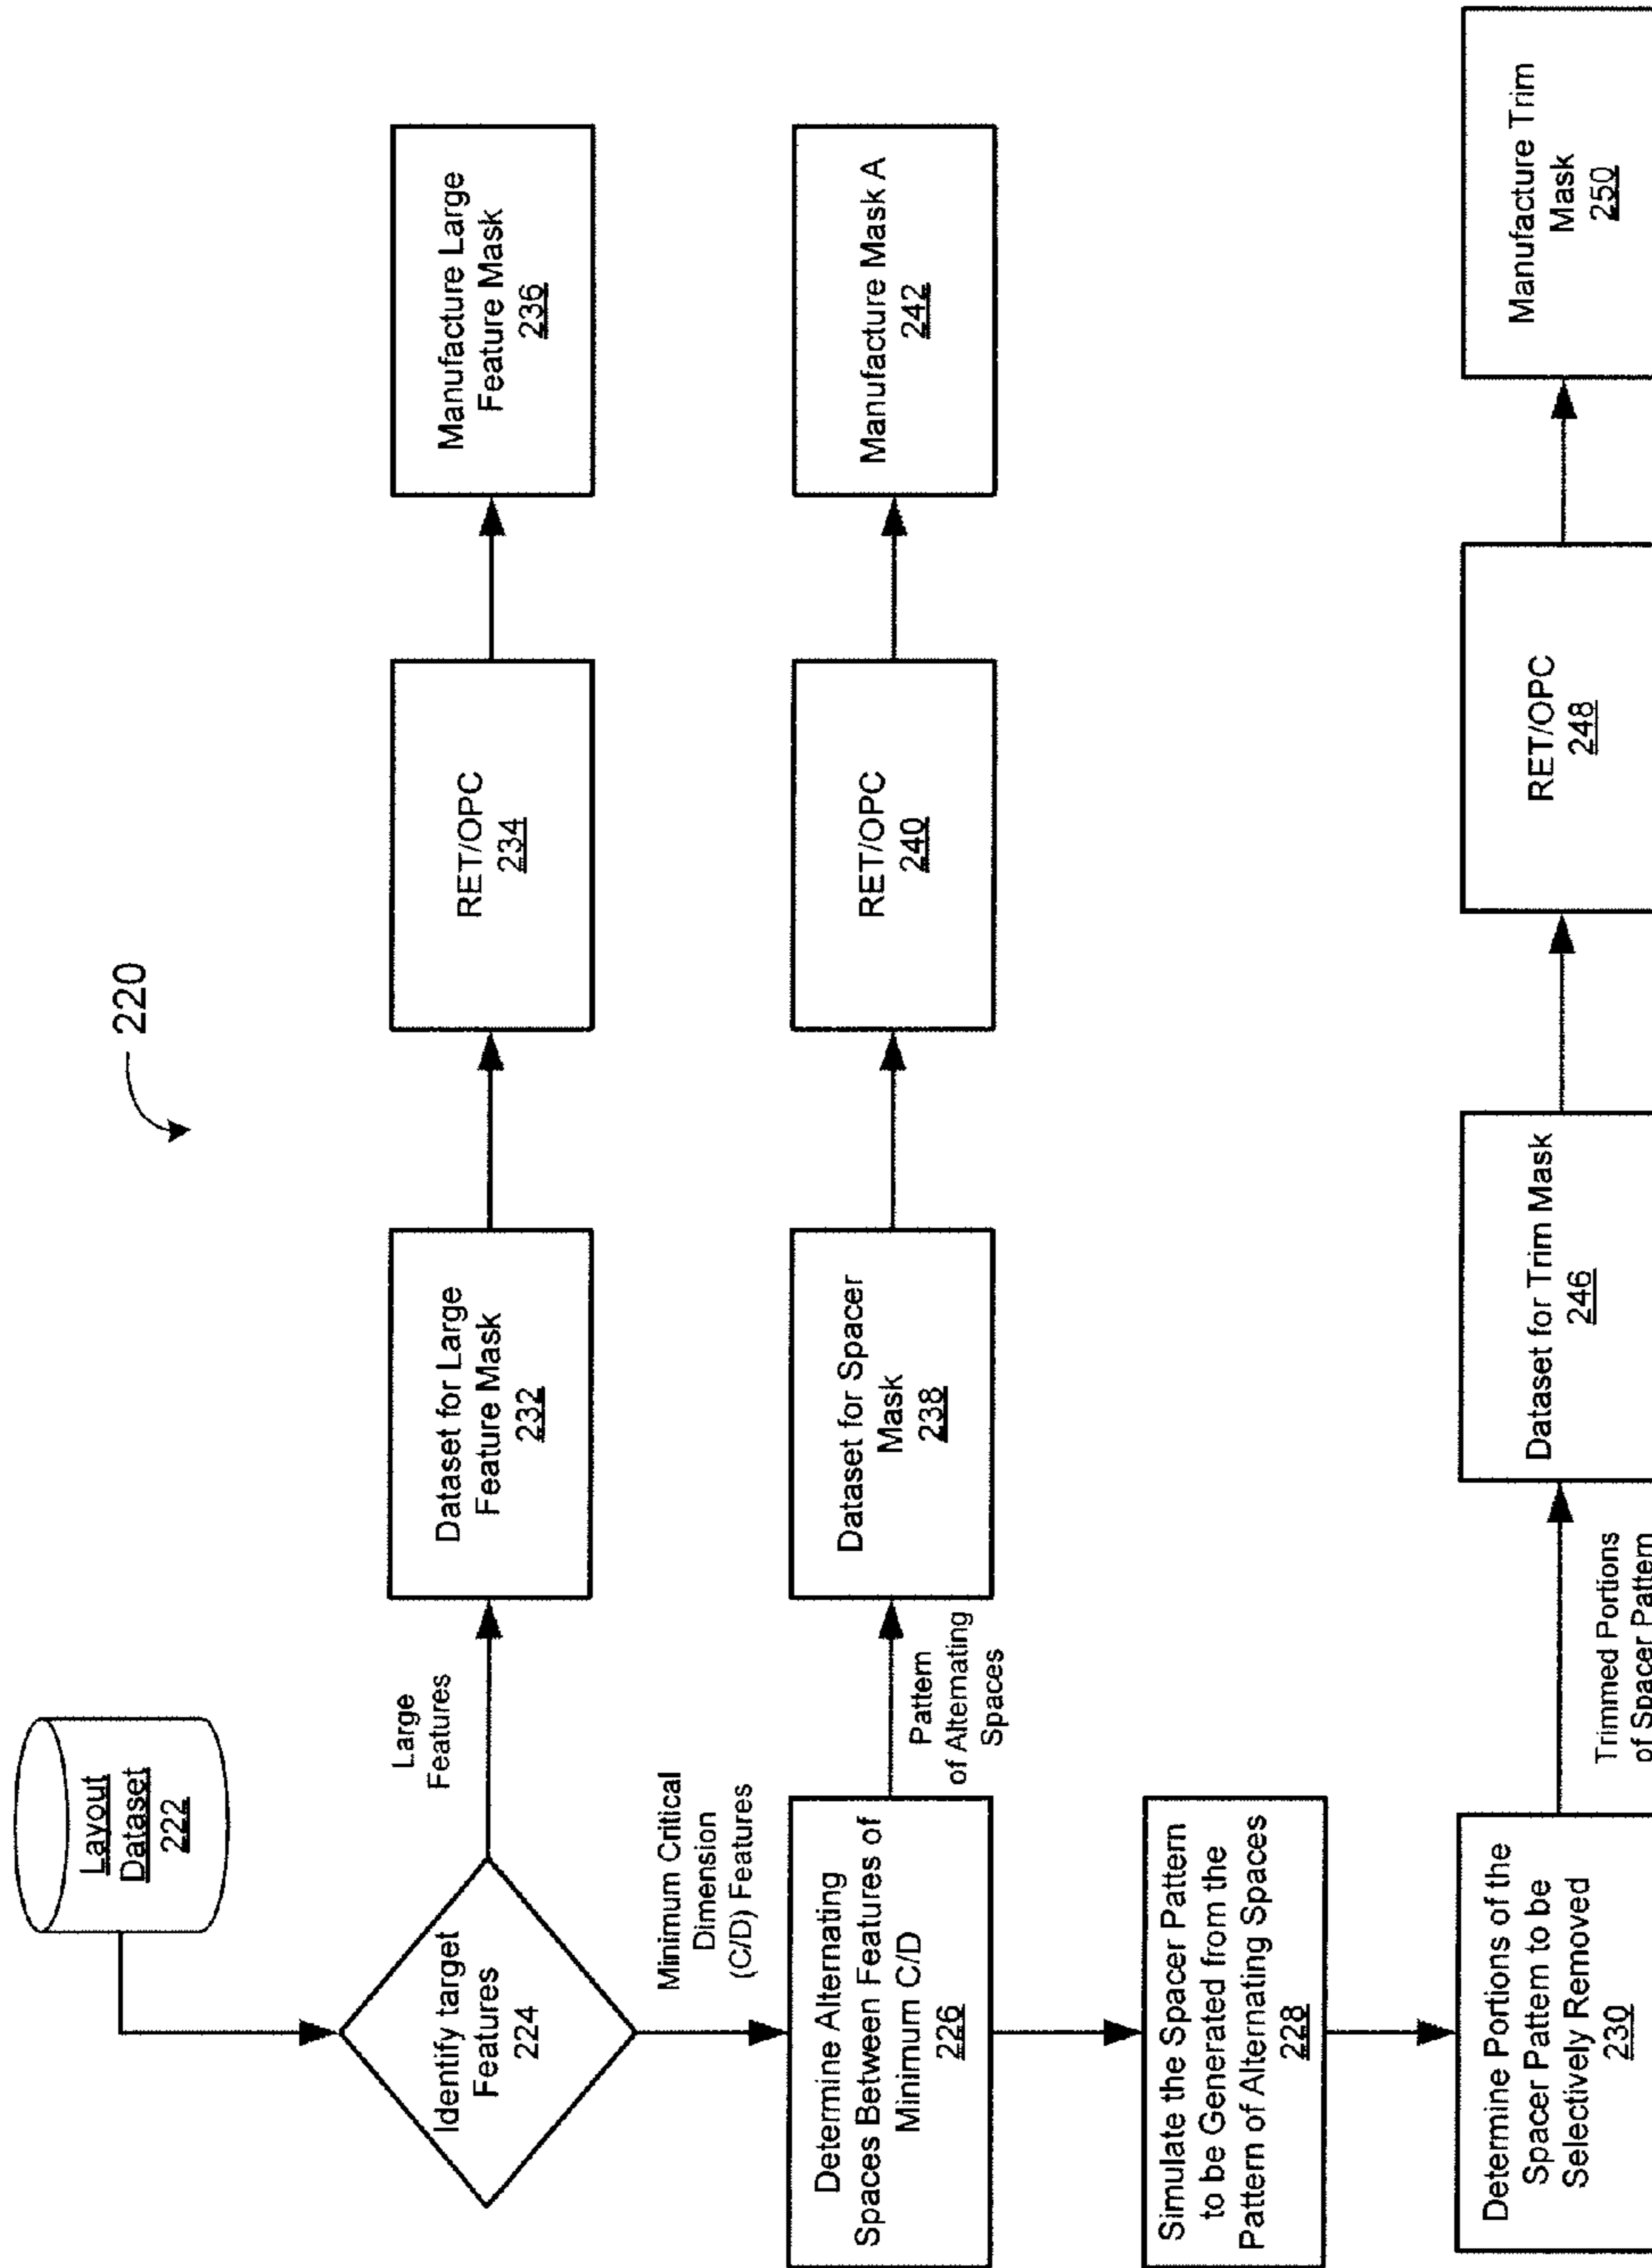 220
Layout
Dataset
222
Identify target
Features
224
Large
Features
Dataset for Large
Feature Mask
232
RET/OPC
234
Manufacture Large
Feature Mask
236
Minimum Critical
Dimension
(C/D) Features
Determine Alternating
Spaces Between Features of
Minimum C/D
226
Pattern
of Alternating
Spaces
Dataset for Spacer
Mask
238
RET/OPC
240
Manufacture Mask A
242
Simulate the Spacer Pattern
to be Generated from the
Pattern of Alternating Spaces
228
Determine Portions of the
Spacer Pattern to be
Selectively Removed
230
Trimmed Portions
of Spacer Pattern
Dataset for Trim Mask
246
RET/OPC
248
Manufacture Trim
Mask
250